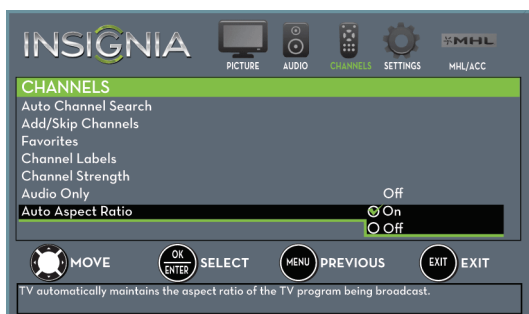 INSIGNIA
PICTURE AUDIO CHANNELS SETTINGS MHL MHL/ACC
CHANNELS
Auto Channel Search
Add/Skip Channels
Favorites
Channel Labels
Channel Strength
Audio Only Off
Auto Aspect Ratio On
Off
MOVE OK ENTER SELECT MENU PREVIOUS EXIT EXIT
TV automatically maintains the aspect ratio of the TV program being broadcast.